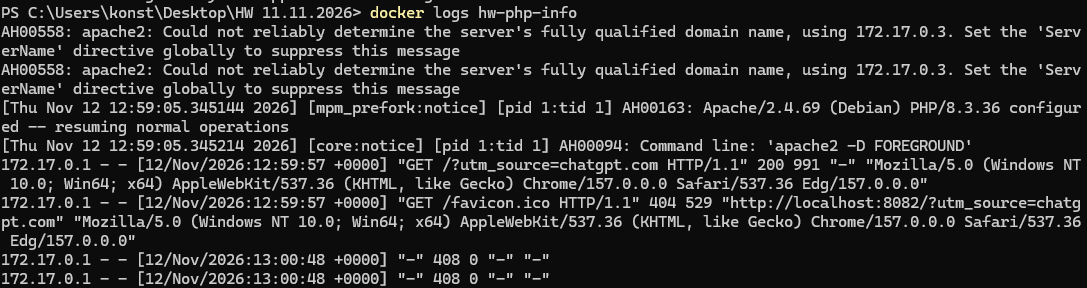 PS C:\Users\konst\Desktop\HW 11.11.2026> docker logs hw-php-info
AH00558: apache2: Could not reliably determine the server's fully qualified domain name, using 172.17.0.3. Set the 'Serv
erName' directive globally to suppress this message
AH00558: apache2: Could not reliably determine the server's fully qualified domain name, using 172.17.0.3. Set the 'Serv
erName' directive globally to suppress this message
[Thu Nov 12 12:59:05.345144 2026] [mpm_prefork:notice] [pid 1:tid 1] AH00163: Apache/2.4.69 (Debian) PHP/8.3.36 configur
ed -- resuming normal operations
[Thu Nov 12 12:59:05.345214 2026] [core:notice] [pid 1:tid 1] AH00094: Command line: 'apache2 -D FOREGROUND'
172.17.0.1 - - [12/Nov/2026:12:59:57 +0000] "GET /?utm_source=chatgpt.com HTTP/1.1" 200 991 "-" "Mozilla/5.0 (Windows NT
 10.0; Win64; x64) AppleWebKit/537.36 (KHTML, like Gecko) Chrome/157.0.0.0 Safari/537.36 Edg/157.0.0.0"
172.17.0.1 - - [12/Nov/2026:12:59:57 +0000] "GET /favicon.ico HTTP/1.1" 404 529 "http://localhost:8082/?utm_source=chatg
pt.com" "Mozilla/5.0 (Windows NT 10.0; Win64; x64) AppleWebKit/537.36 (KHTML, like Gecko) Chrome/157.0.0.0 Safari/537.36
 Edg/157.0.0.0"
172.17.0.1 - - [12/Nov/2026:13:00:48 +0000] "-" 408 0 "-" "-"
172.17.0.1 - - [12/Nov/2026:13:00:48 +0000] "-" 408 0 "-" "-"